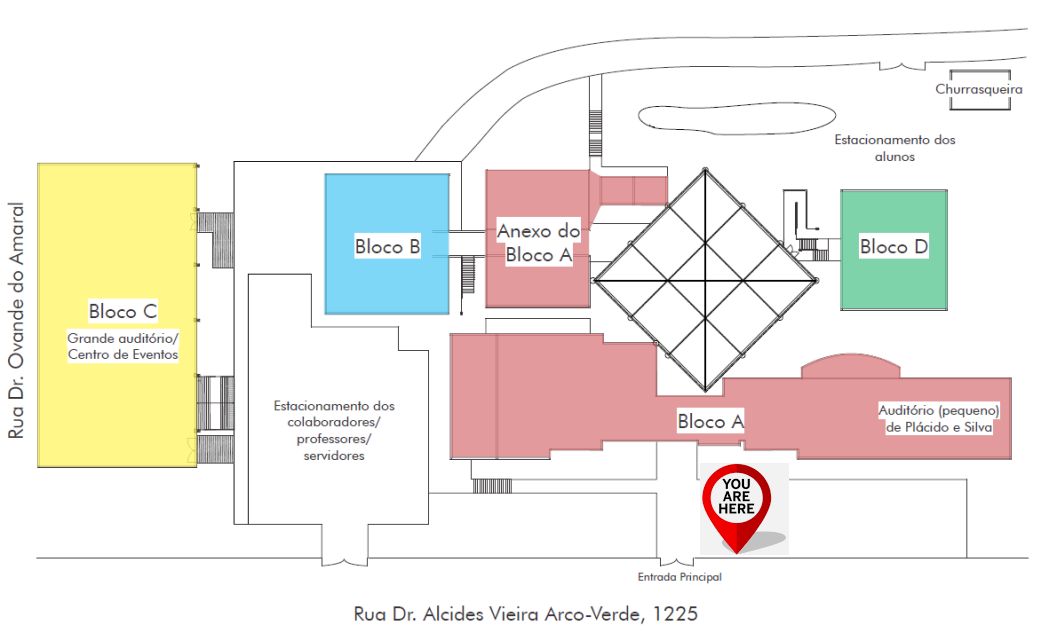 Churrasqueira
Estacionamento dos
alunos
Anexo do
Bloco A
Bloco B
Bloco D
Rua Dr. Ovande do Amaral
Bloco C
Grande auditório/
Centro de Eventos
Estacionamento dos
colaboradores/
professores/
servidores
Bloco A
Auditório (pequeno)
de Plácido e Silva
YOU
ARE
HERE
Entrada Principal
Rua Dr. Alcides Vieira Arco-Verde, 1225